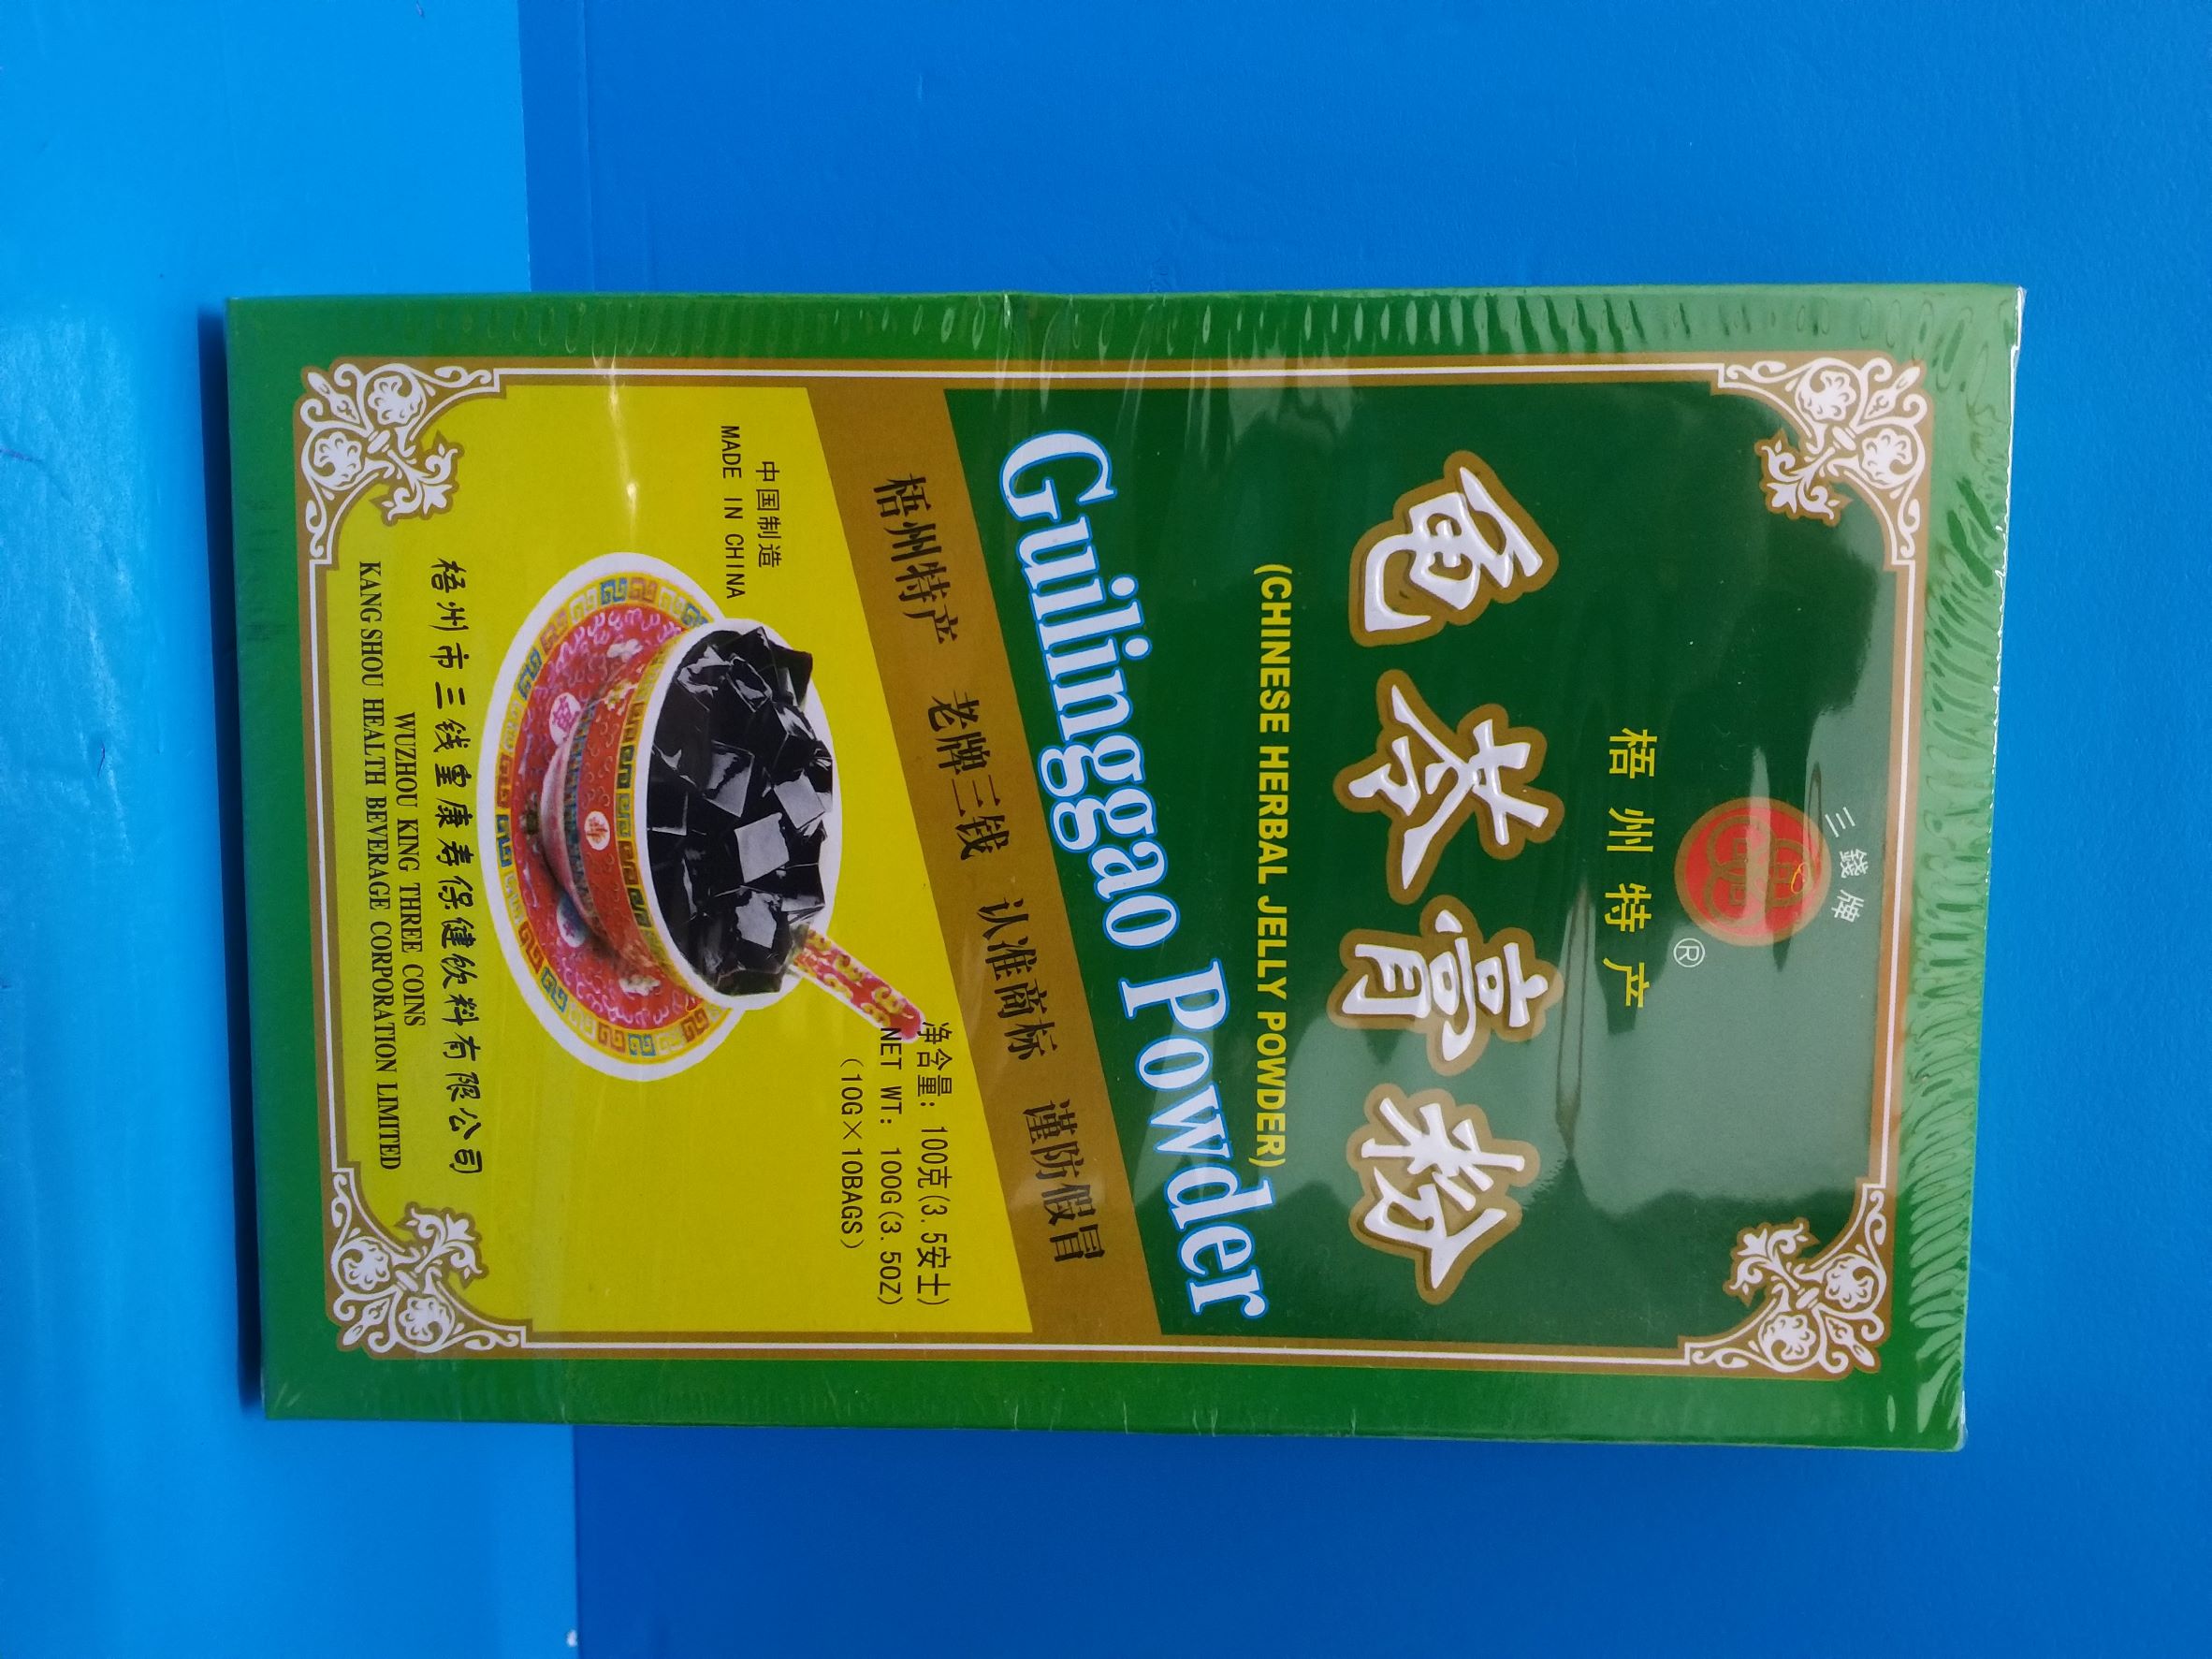 三錢牌
®
梧州特产
龟苓膏粉
(CHINESE HERBAL JELLY POWDER)
Guilinggao Powder
梧州特产 老牌三钱 认准商标 谨防假冒
中国制造
MADE IN CHINA
净含量：100克(3.5安士)
NET WT: 100G(3.5OZ)
(10G×10BAGS)
梧州市三钱皇康寿保健饮料有限公司
WUZHOU KING THREE COINS
KANG SHOU HEALTH BEVERAGE CORPORATION LIMITED